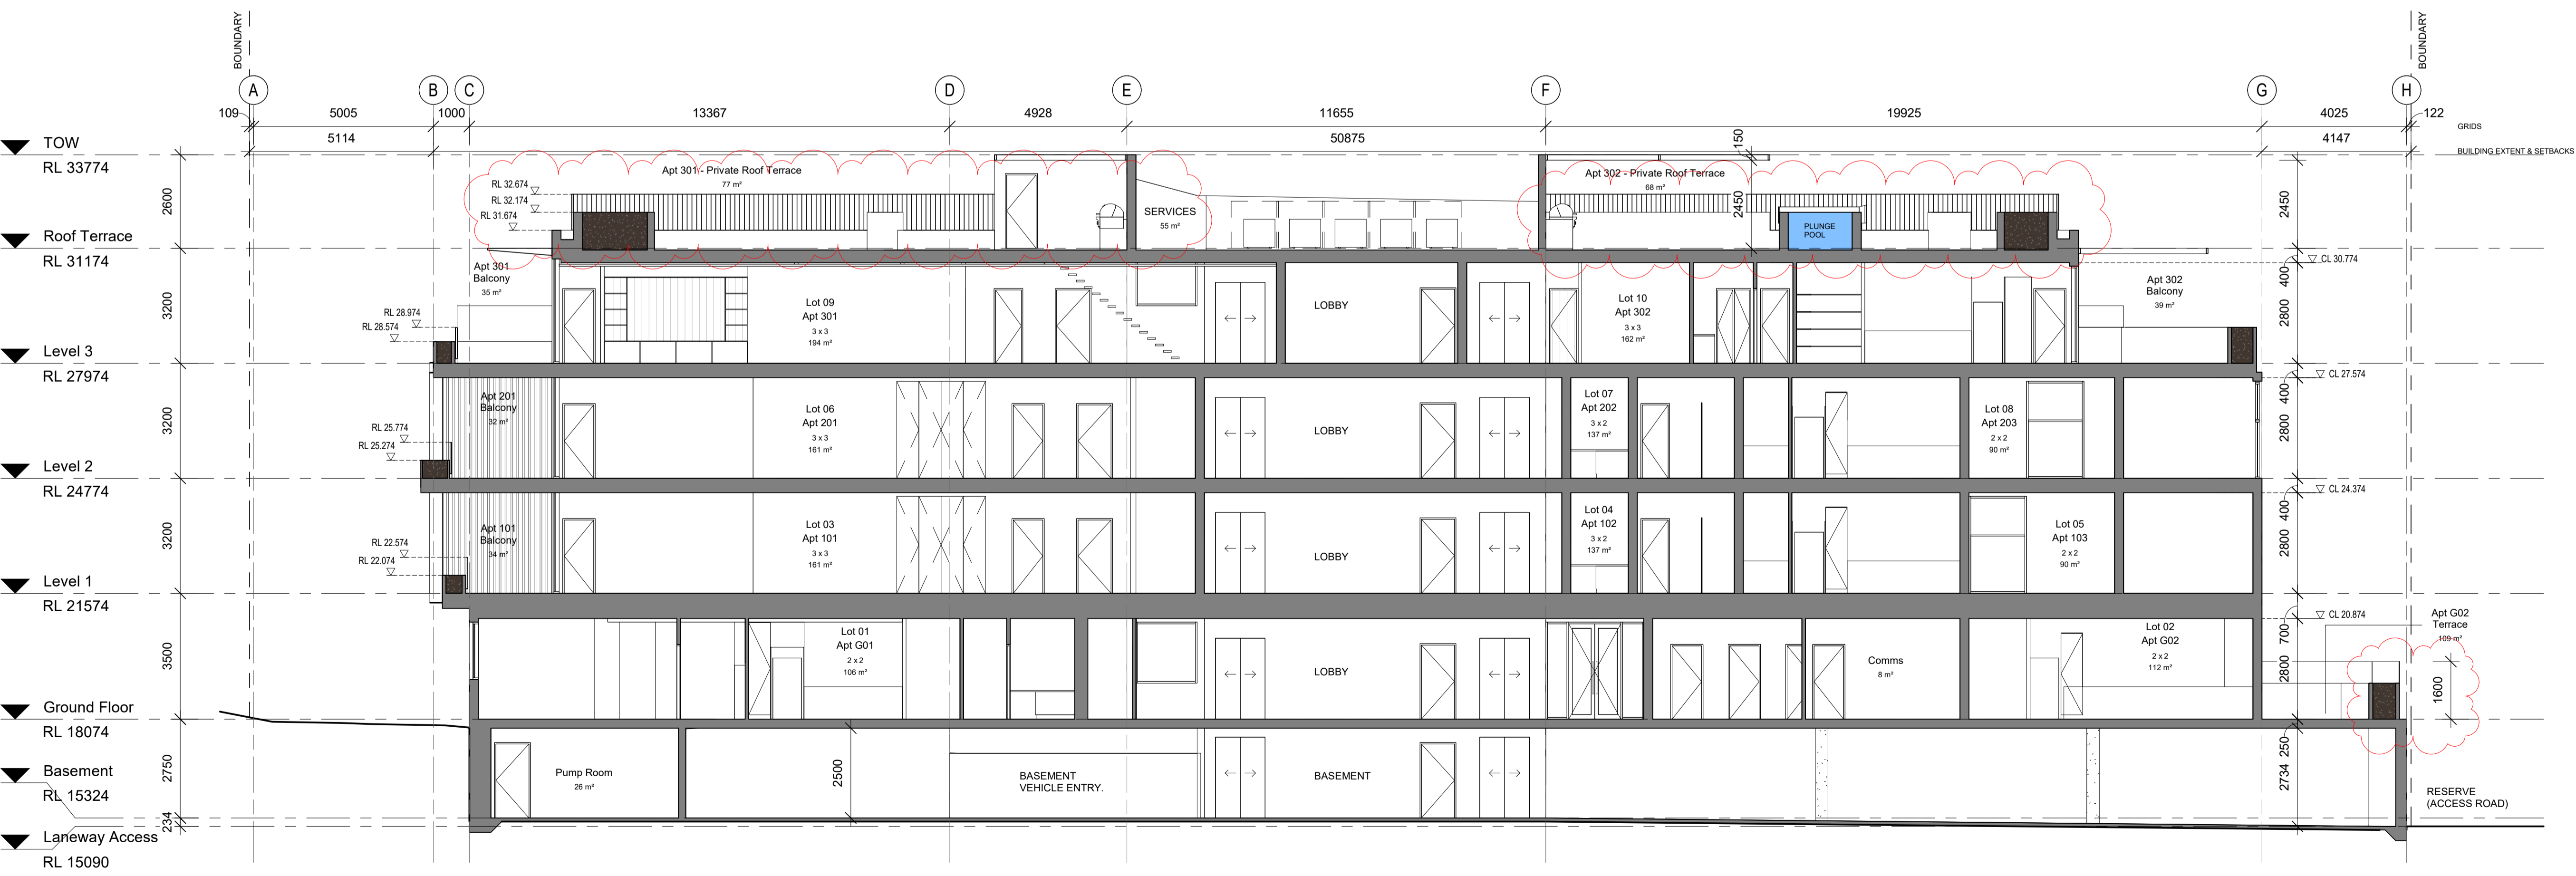 BOUNDARY
BOUNDARY
A
B
C
D
E
F
G
H
109
5005
1000
13367
4928
11655
19925
4025
122
GRIDS
5114
50875
4147
BUILDING EXTENT & SETBACKS
150
TOW
RL 33774
2600
Apt 301 - Private Roof Terrace
77 m²
RL 32.674
RL 32.174
RL 31.674
SERVICES
55 m²
Apt 302 - Private Roof Terrace
68 m²
2450
PLUNGE
POOL
2450
Roof Terrace
RL 31174
3200
Apt 301
Balcony
35 m²
RL 28.974
RL 28.574
Lot 09
Apt 301
3 x 3
194 m²
LOBBY
Lot 10
Apt 302
3 x 3
162 m²
Apt 302
Balcony
39 m²
CL 30.774
400
2800
Level 3
RL 27974
3200
Apt 201
Balcony
32 m²
RL 25.774
RL 25.274
Lot 06
Apt 201
3 x 3
161 m²
LOBBY
Lot 07
Apt 202
3 x 2
137 m²
Lot 08
Apt 203
2 x 2
90 m²
CL 27.574
400
2800
Level 2
RL 24774
3200
Apt 101
Balcony
34 m²
RL 22.574
RL 22.074
Lot 03
Apt 101
3 x 3
161 m²
LOBBY
Lot 04
Apt 102
3 x 2
137 m²
Lot 05
Apt 103
2 x 2
90 m²
CL 24.374
400
2800
Level 1
RL 21574
3500
Lot 01
Apt G01
2 x 2
106 m²
LOBBY
Comms
8 m²
Lot 02
Apt G02
2 x 2
112 m²
CL 20.874
700
2800
Apt G02
Terrace
109 m²
1600
Ground Floor
RL 18074
2750
Pump Room
26 m²
2500
BASEMENT
VEHICLE ENTRY.
BASEMENT
250
2734
RESERVE
(ACCESS ROAD)
Basement
RL 15324
234
Laneway Access
RL 15090